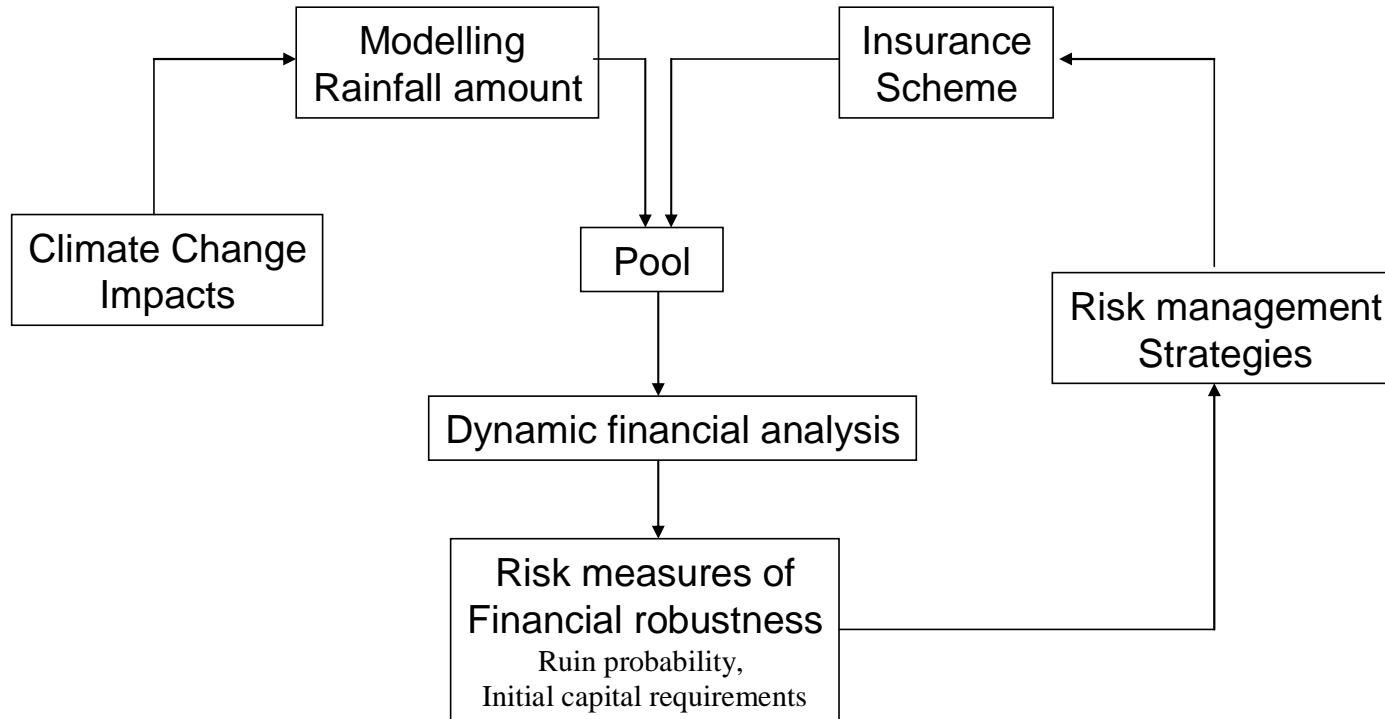 Modelling
Rainfall amount
Insurance
Scheme
Climate Change
Impacts
Pool
Risk management
Strategies
Dynamic financial analysis
Risk measures of
Financial robustness
Ruin probability,
Initial capital requirements